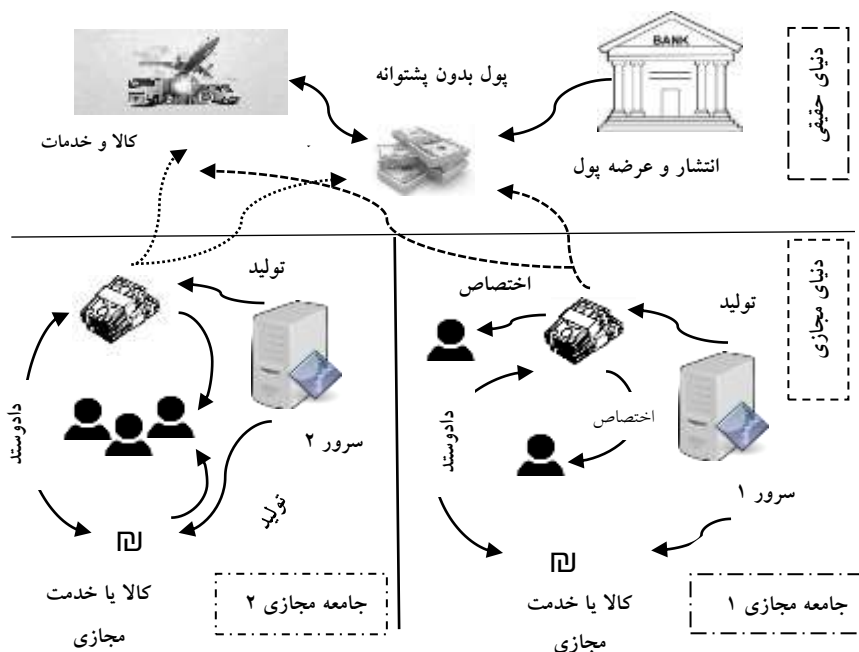 BANK
پول بدون پشتوانه
دنیای حقیقی
کالا و خدمات
انتشار و عرضه پول
دنیای مجازی
تولید
اختصاص
تولید
دادوستد
اختصاص
دادوستد
سرور ۱
سرور ۲
تولید
₪
کالا یا خدمت
مجازی
جامعه مجازی ۱
₪
کالا یا خدمت
مجازی
جامعه مجازی ۲